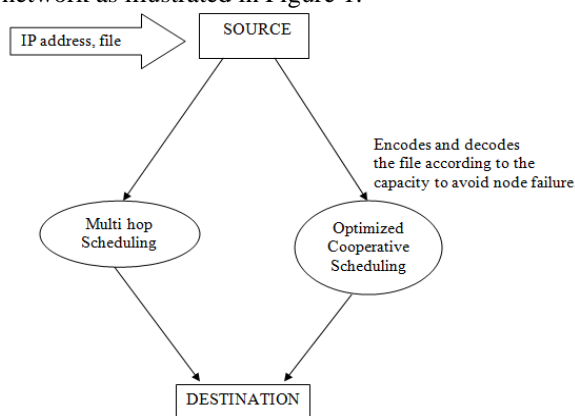 network as illustrated in Figure 1.
IP address, file
SOURCE
Encodes and decodes
the file according to the
capacity to avoid node failure
Multi hop
Scheduling
Optimized
Cooperative
Scheduling
DESTINATION